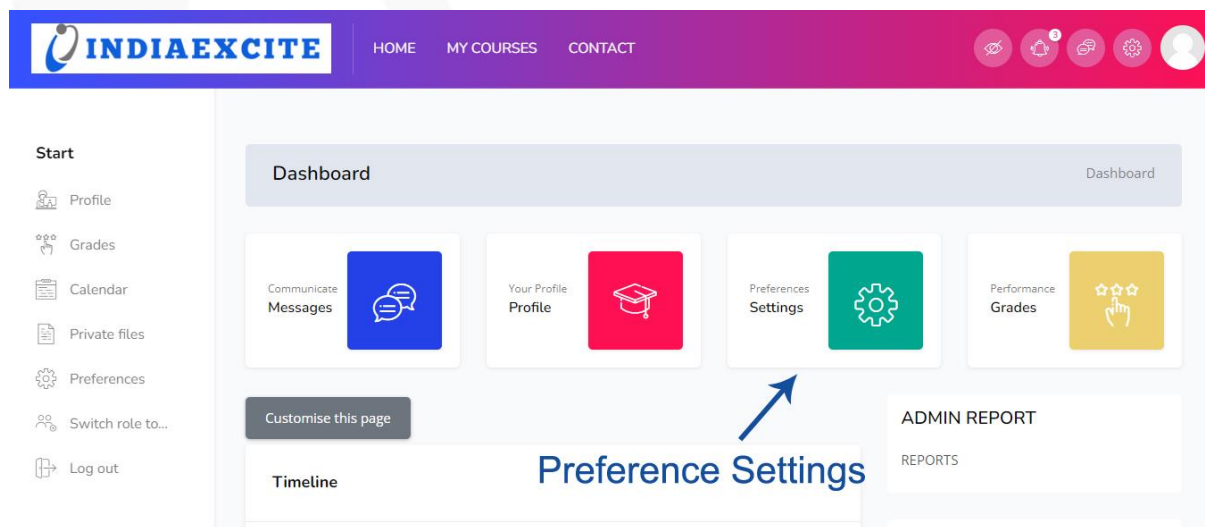 INDIAEXCITE
HOME MY COURSES CONTACT
3
Start
Profile
Grades
Calendar
Private files
Preferences
Switch role to...
Log out
Dashboard Dashboard
Communicate
Messages
Your Profile
Profile
Preferences
Settings
Performance
Grades
Customise this page
Timeline
Preference Settings
ADMIN REPORT
REPORTS